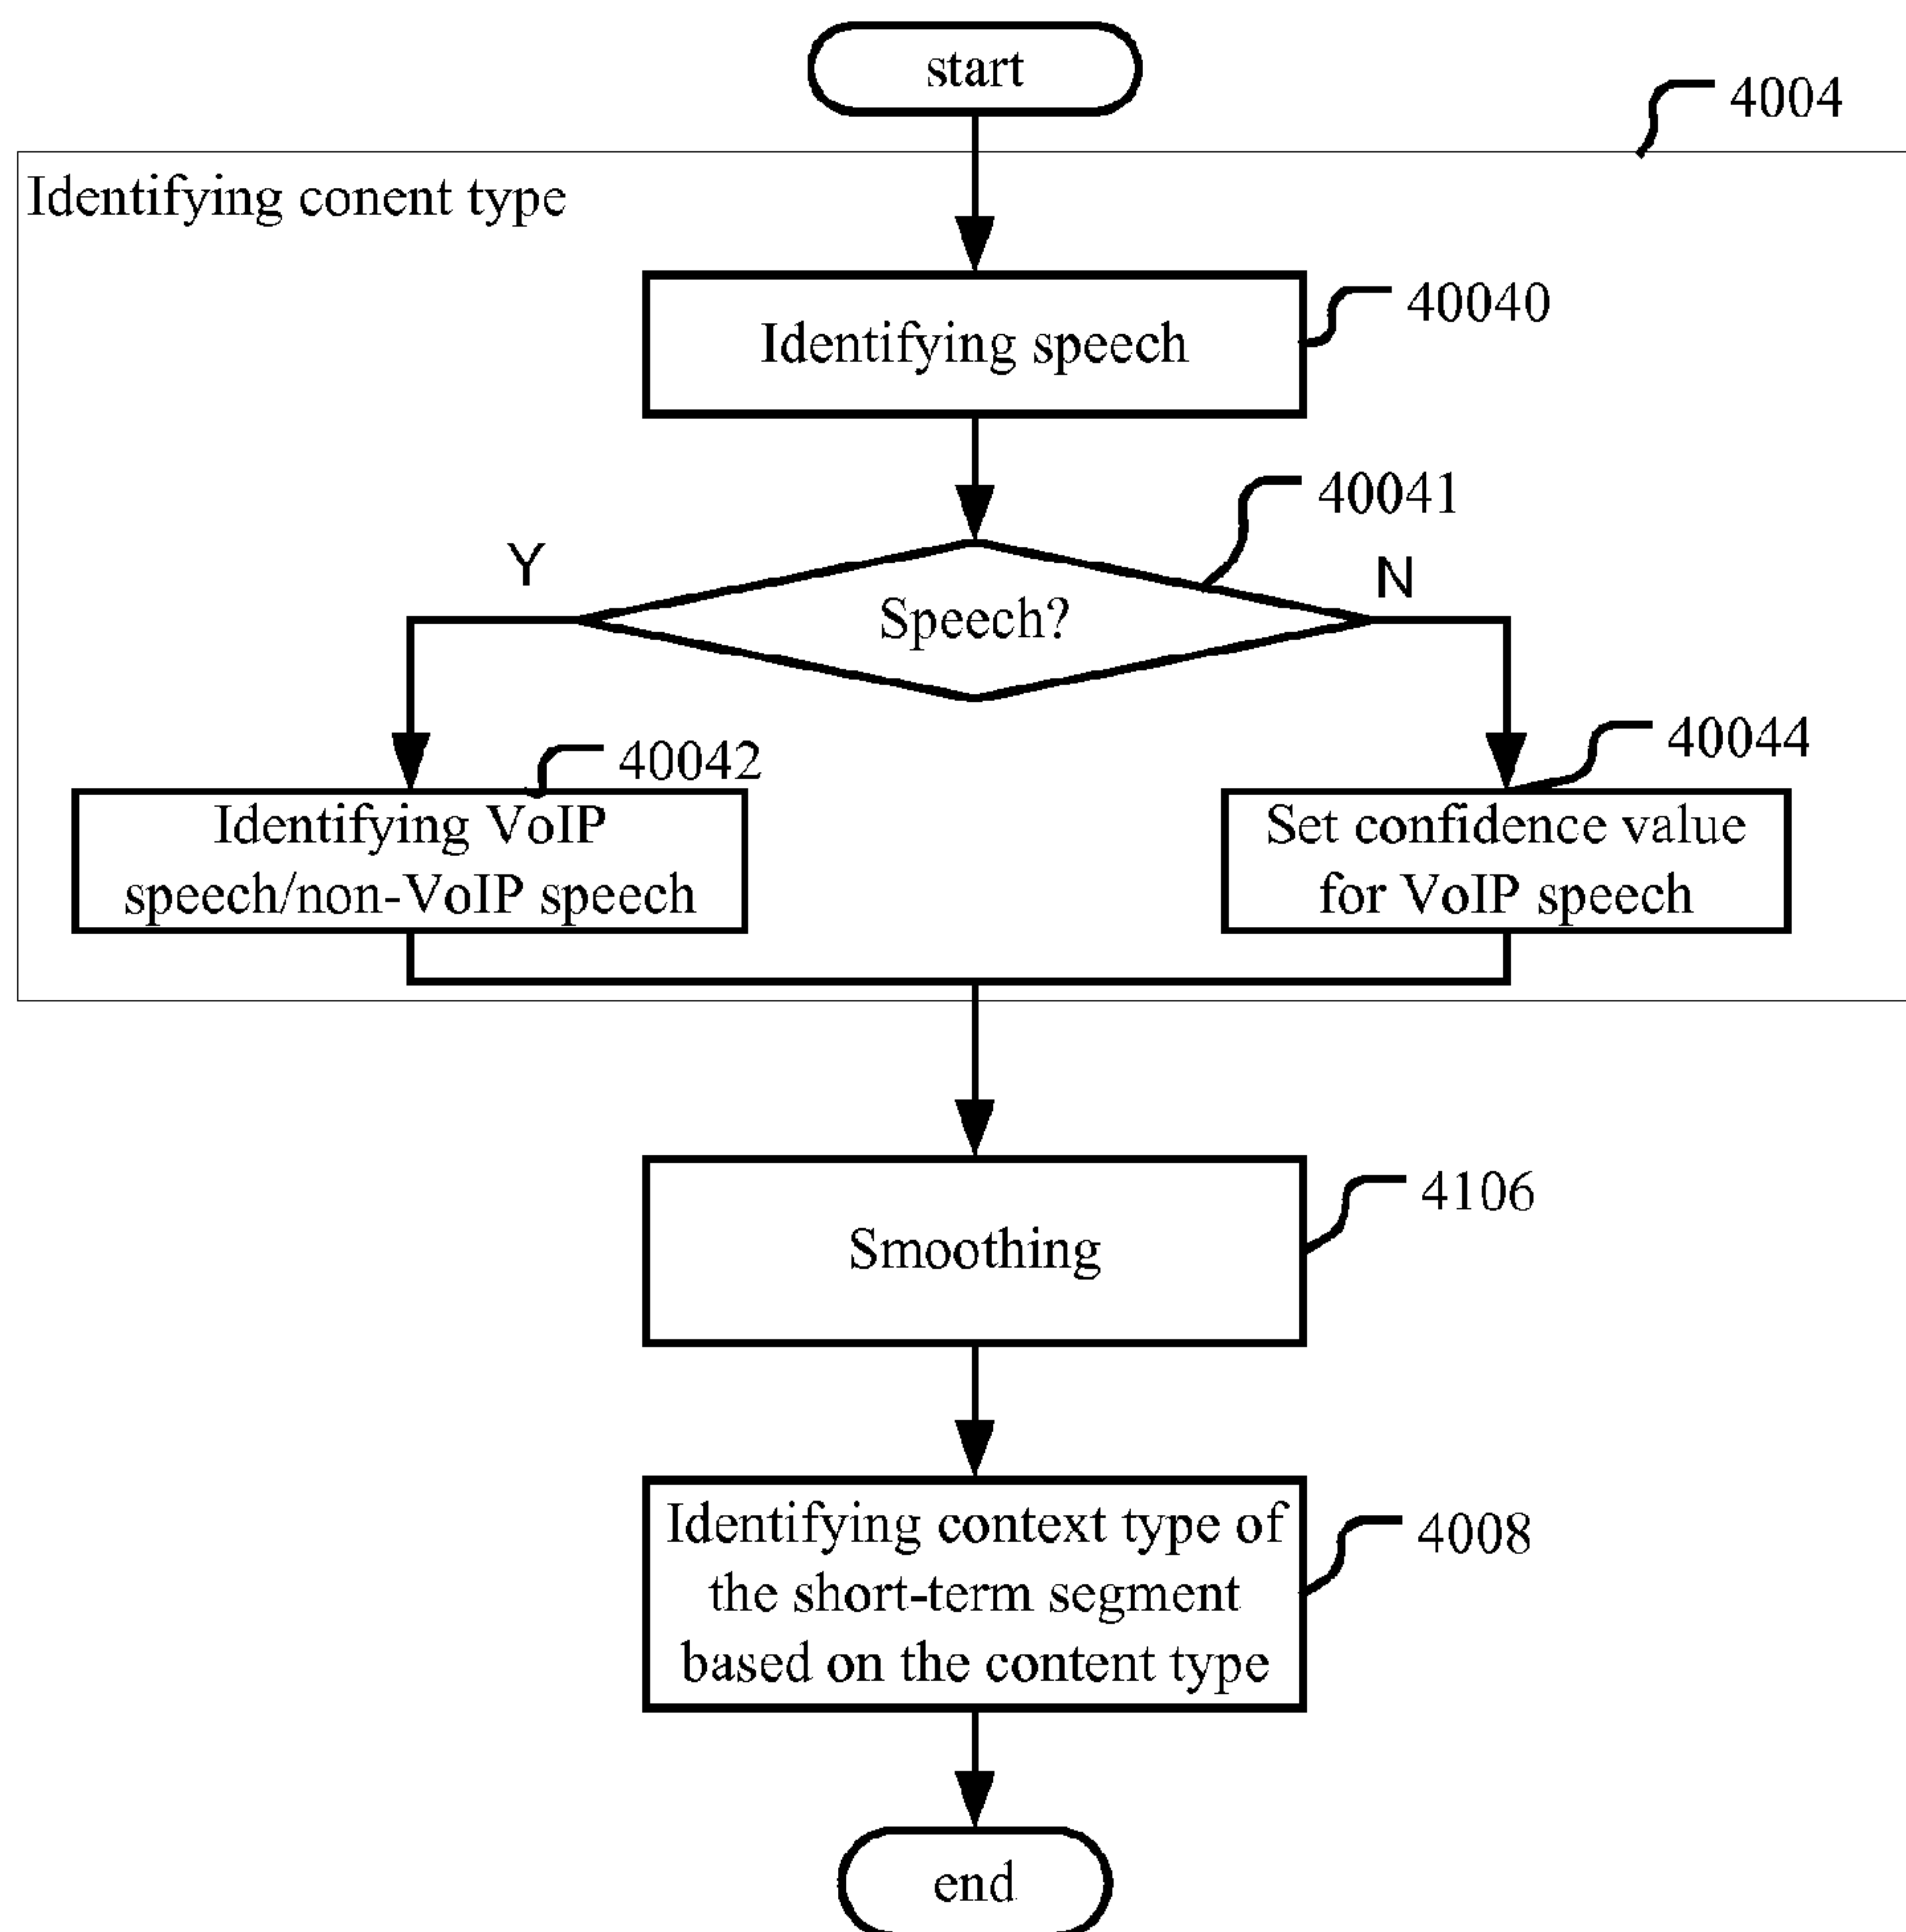 start
4004
Identifying conent type
40040
Identifying speech
40041
Y
N
Speech?
40042
40044
Identifying VoIP
speech/non-VoIP speech
Set confidence value
for VoIP speech
4106
Smoothing
4008
Identifying context type of
the short-term segment
based on the content type
end